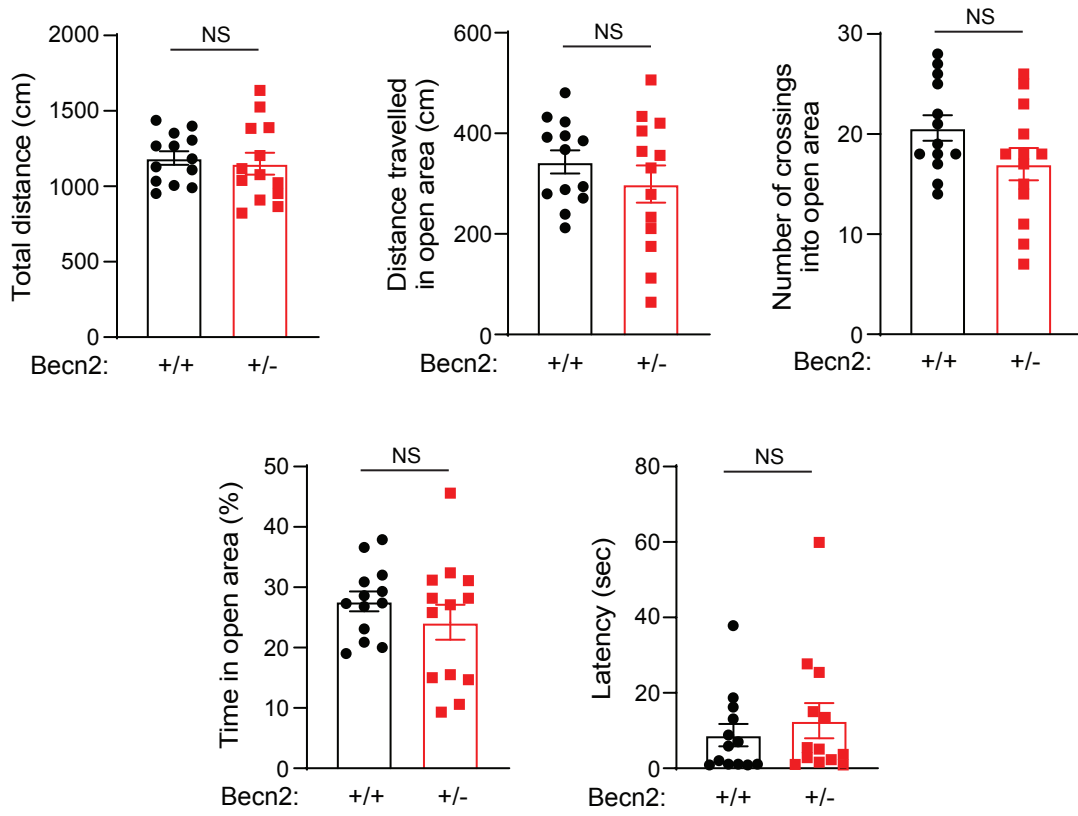 Total distance (cm)
2000
1500
1000
500
0
NS
Becn2: +/+ +/-
Distance travelled
in open area (cm)
600
400
200
0
NS
Becn2: +/+ +/-
Number of crossings
into open area
30
20
10
0
NS
Becn2: +/+ +/-
Time in open area (%)
50
40
30
20
10
0
NS
Becn2: +/+ +/-
Latency (sec)
80
60
40
20
0
NS
Becn2: +/+ +/-